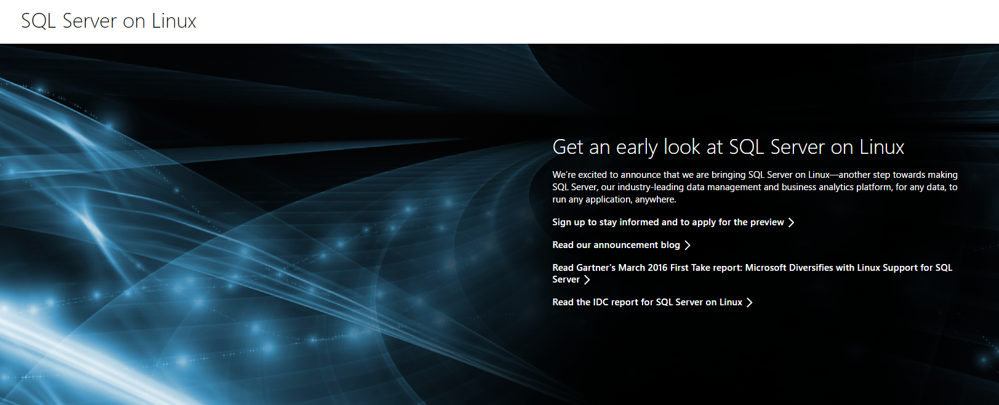 SQL Server on Linux
Get an early look at SQL Server on Linux
We're excited to announce that we are bringing SQL Server on Linux—another step towards making
SQL Server, our industry-leading data management and business analytics platform, for any data, to
run any application, anywhere.
Sign up to stay informed and to apply for the preview
Read our announcement blog
Read Gartner's March 2016 First Take report: Microsoft Diversifies with Linux Support for SQL
Server
Read the IDC report for SQL Server on Linux